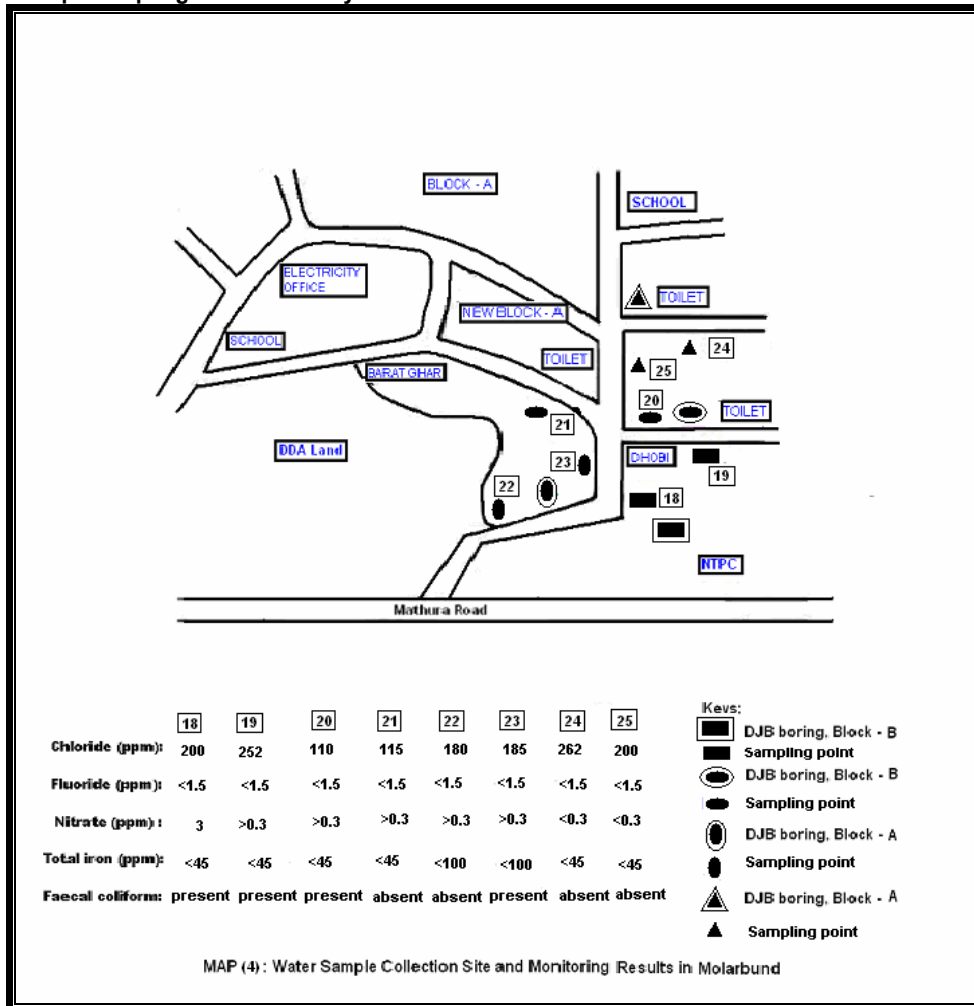 BLOCK - A
SCHOOL
ELECTRICITY
OFFICE
TOILET
NEW BLOCK - A
SCHOOL
TOILET
24
25
BARAT GHAR
20
TOILET
21
DDA Land
DHOBI
23
19
22
18
NTPC
Mathura Road
18 19 20 21 22 23 24 25
Chloride (ppm): 200 252 110 115 180 185 262 200
Fluoride (ppm): <1.5 <1.5 <1.5 <1.5 <1.5 <1.5 <1.5 <1.5
Nitrate (ppm) : 3 >0.3 >0.3 >0.3 >0.3 >0.3 <0.3 <0.3
Total iron (ppm): <45 <45 <45 <45 <100 <100 <45 <45
Faecal coliform: present present present absent absent present absent absent
Keys:
DJB boring, Block - B
Sampling point
DJB boring, Block - B
Sampling point
DJB boring, Block - A
Sampling point
DJB boring, Block - A
Sampling point
MAP (4) : Water Sample Collection Site and Monitoring Results in Molarbund